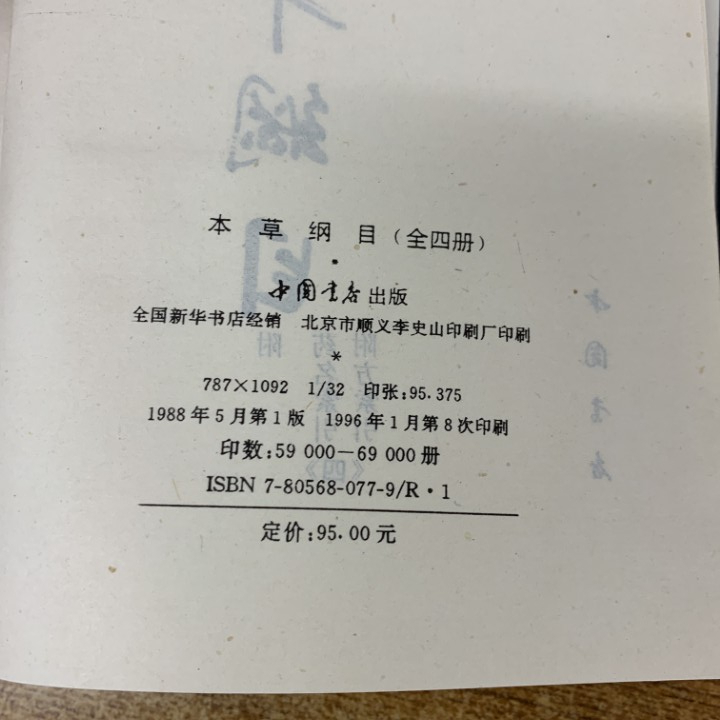 本草纲目（全四册）
中国书店出版
全国新华书店经销 北京市顺义李史山印刷厂印刷
*
787×1092 1/32 印张:95.375
1988年5月第1版 1996年1月第8次印刷
印数:59 000—69 000册
ISBN 7-80568-077-9/R·1
定价:95.00元